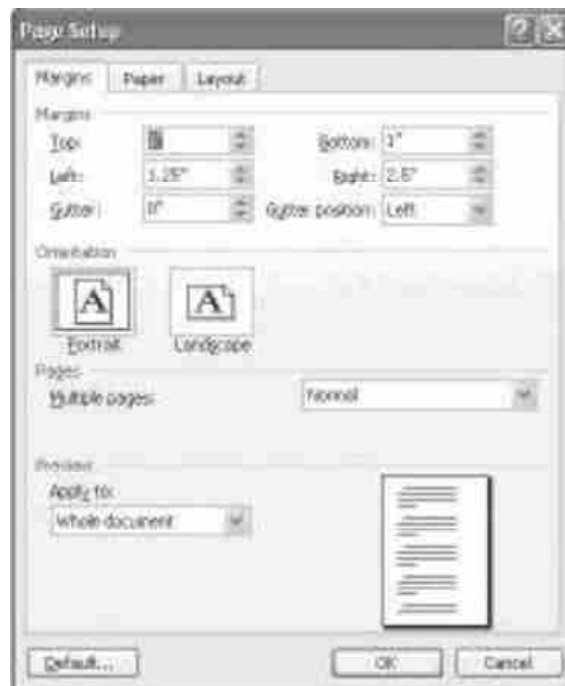 Page Setup
Margins Paper Layout
Margins
Top: Bottom: 1"
Left: 1.25" Right: 2.5"
Gutter: 0" Gutter position: Left
Orientation
Portrait Landscape
Pages
Multiple pages: Normal
Preview
Apply to:
Whole document
Default... OK Cancel